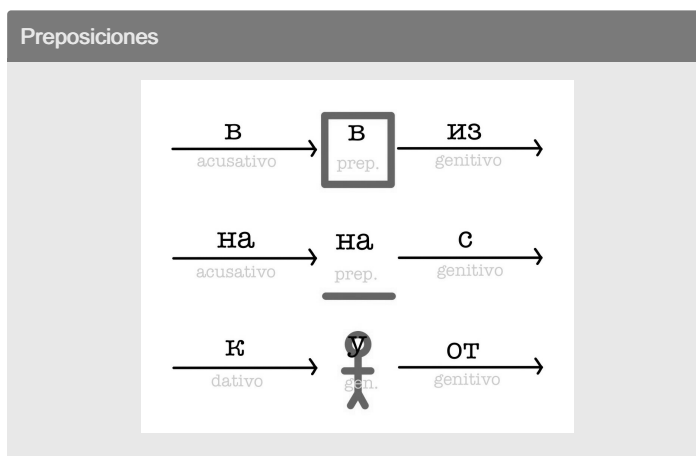 Preposiciones
в в из
acusativo prep. genitivo
на на с
acusativo prep. genitivo
к у от
dativo gen. genitivo